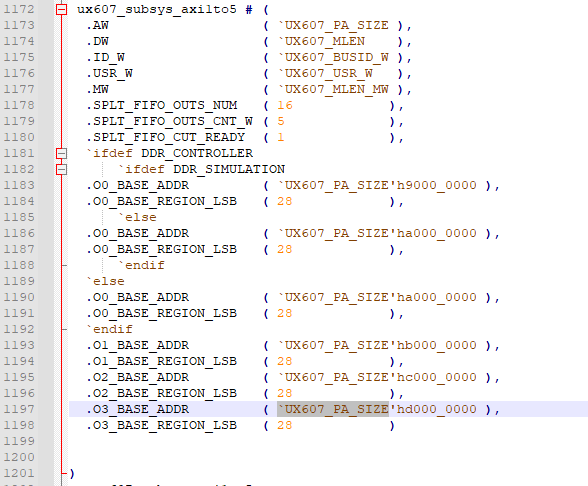 1172 ux607_subsys_axi1to5 # (
1173 .AW ( `UX607_PA_SIZE ),
1174 .DW ( `UX607_MLEN ),
1175 .ID_W ( `UX607_BUSID_W ),
1176 .USR_W ( `UX607_USR_W ),
1177 .MW ( `UX607_MLEN_MW ),
1178 .SPLT_FIFO_OUTS_NUM ( 16 ),
1179 .SPLT_FIFO_OUTS_CNT_W ( 5 ),
1180 .SPLT_FIFO_CUT_READY ( 1 ),
1181 `ifdef DDR_CONTROLLER
1182 `ifdef DDR_SIMULATION
1183 .O0_BASE_ADDR ( `UX607_PA_SIZE'h9000_0000 ),
1184 .O0_BASE_REGION_LSB ( 28 ),
1185 `else
1186 .O0_BASE_ADDR ( `UX607_PA_SIZE'ha000_0000 ),
1187 .O0_BASE_REGION_LSB ( 28 ),
1188 `endif
1189 `else
1190 .O0_BASE_ADDR ( `UX607_PA_SIZE'ha000_0000 ),
1191 .O0_BASE_REGION_LSB ( 28 ),
1192 `endif
1193 .O1_BASE_ADDR ( `UX607_PA_SIZE'hb000_0000 ),
1194 .O1_BASE_REGION_LSB ( 28 ),
1195 .O2_BASE_ADDR ( `UX607_PA_SIZE'hc000_0000 ),
1196 .O2_BASE_REGION_LSB ( 28 ),
1197 .O3_BASE_ADDR ( `UX607_PA_SIZE'hd000_0000 ),
1198 .O3_BASE_REGION_LSB ( 28 )
1199
1200
1201 )